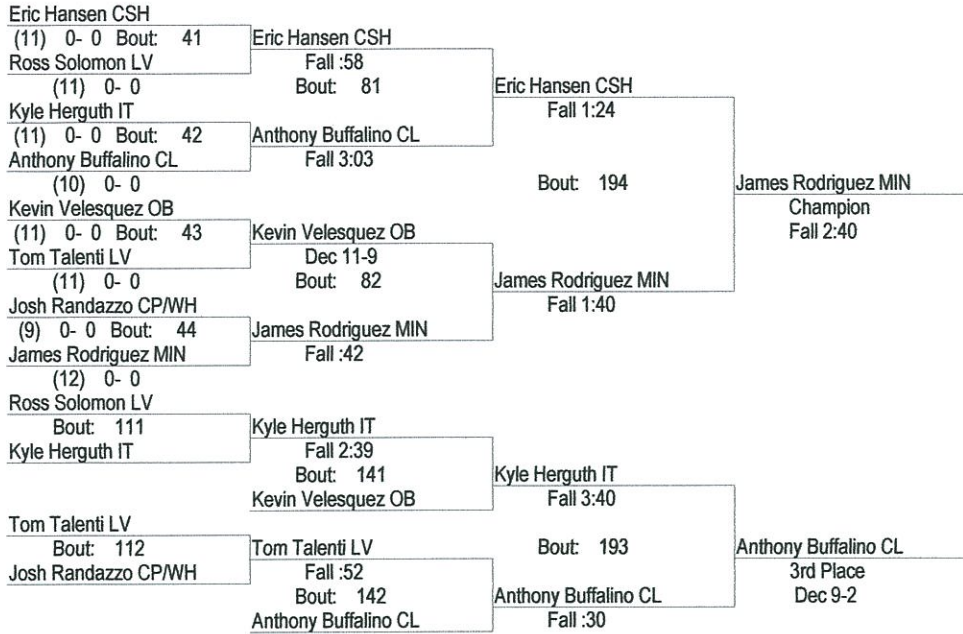 Eric Hansen CSH
(11) 0- 0 Bout: 41
Ross Solomon LV
(11) 0- 0
Kyle Herguth IT
(11) 0- 0 Bout: 42
Anthony Buffalino CL
(10) 0- 0
Kevin Velesquez OB
(11) 0- 0 Bout: 43
Tom Talenti LV
(11) 0- 0
Josh Randazzo CP/WH
(9) 0- 0 Bout: 44
James Rodriguez MIN
(12) 0- 0
Eric Hansen CSH
Fall :58
Bout: 81
Anthony Buffalino CL
Fall 3:03
Kevin Velesquez OB
Dec 11-9
Bout: 82
James Rodriguez MIN
Fall :42
Eric Hansen CSH
Fall 1:24
Bout: 194
James Rodriguez MIN
Fall 1:40
James Rodriguez MIN
Champion
Fall 2:40
Ross Solomon LV
Bout: 111
Kyle Herguth IT
Tom Talenti LV
Bout: 112
Josh Randazzo CP/WH
Kyle Herguth IT
Fall 2:39
Bout: 141
Kevin Velesquez OB
Tom Talenti LV
Fall :52
Bout: 142
Anthony Buffalino CL
Kyle Herguth IT
Fall 3:40
Bout: 193
Anthony Buffalino CL
Fall :30
Anthony Buffalino CL
3rd Place
Dec 9-2